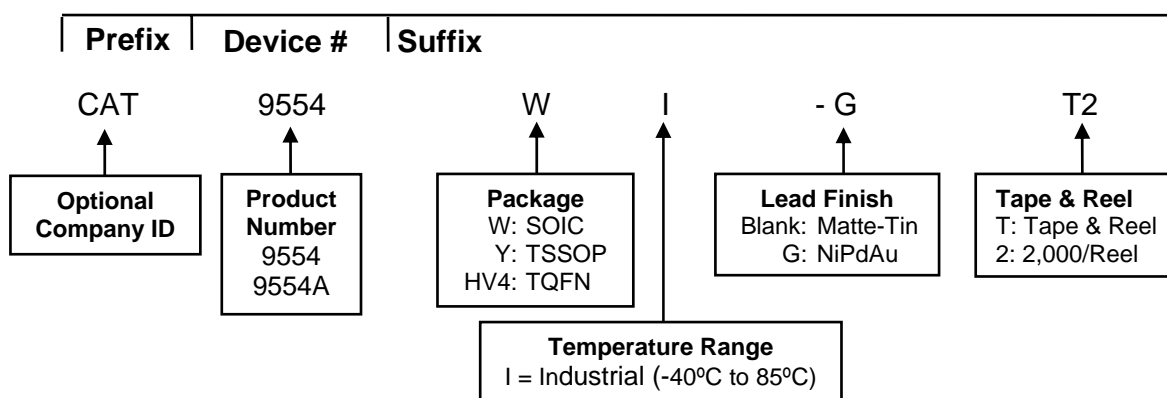 Prefix Device # Suffix
CAT 9554 W I - G T2
Optional
Company ID
Product
Number
9554
9554A
Package
W: SOIC
Y: TSSOP
HV4: TQFN
Lead Finish
Blank: Matte-Tin
G: NiPdAu
Tape & Reel
T: Tape & Reel
2: 2,000/Reel
Temperature Range
I = Industrial (-40ºC to 85ºC)